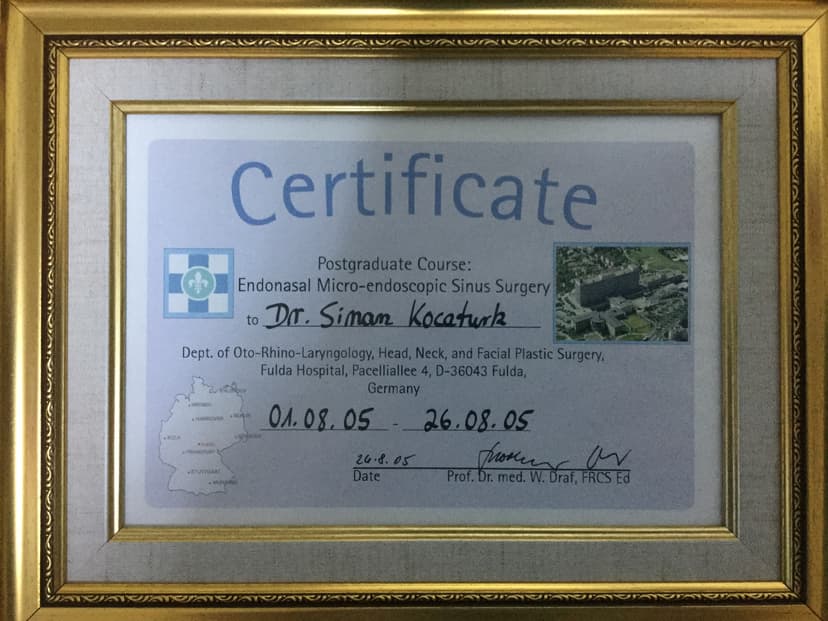 Certificate
Postgraduate Course:
Endonasal Micro-endoscopic Sinus Surgery
to Dr. Sinan Kocaturk
Dept. of Oto-Rhino-Laryngology, Head, Neck, and Facial Plastic Surgery,
Fulda Hospital, Pacelliallee 4, D-36043 Fulda,
Germany
01.08.05 - 26.08.05
26.8.05
Date
Prof. Dr. med. W. Draf, FRCS Ed